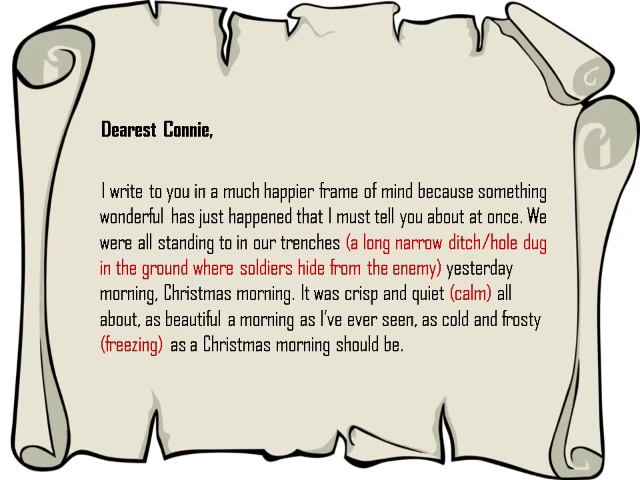 Dearest Connie,
I write to you in a much happier frame of mind because something
wonderful has just happened that I must tell you about at once. We
were all standing to in our trenches (a long narrow ditch/hole dug
in the ground where soldiers hide from the enemy) yesterday
morning, Christmas morning. It was crisp and quiet (calm) all
about, as beautiful a morning as I've ever seen, as cold and frosty
(freezing) as a Christmas morning should be.